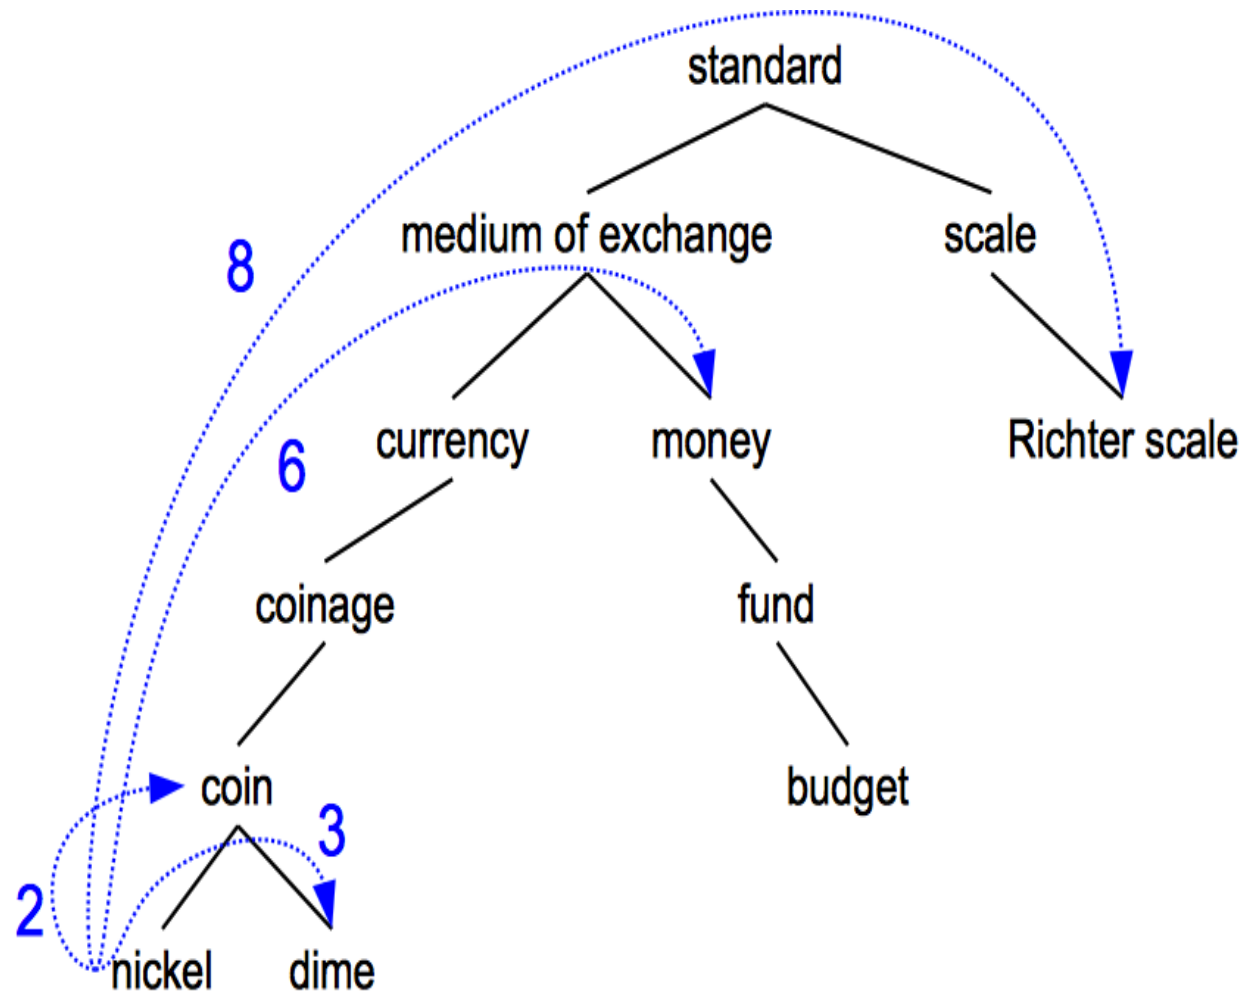 standard
medium of exchange
scale
8
currency
money
Richter scale
6
coinage
fund
coin
budget
3
2
nickel
dime